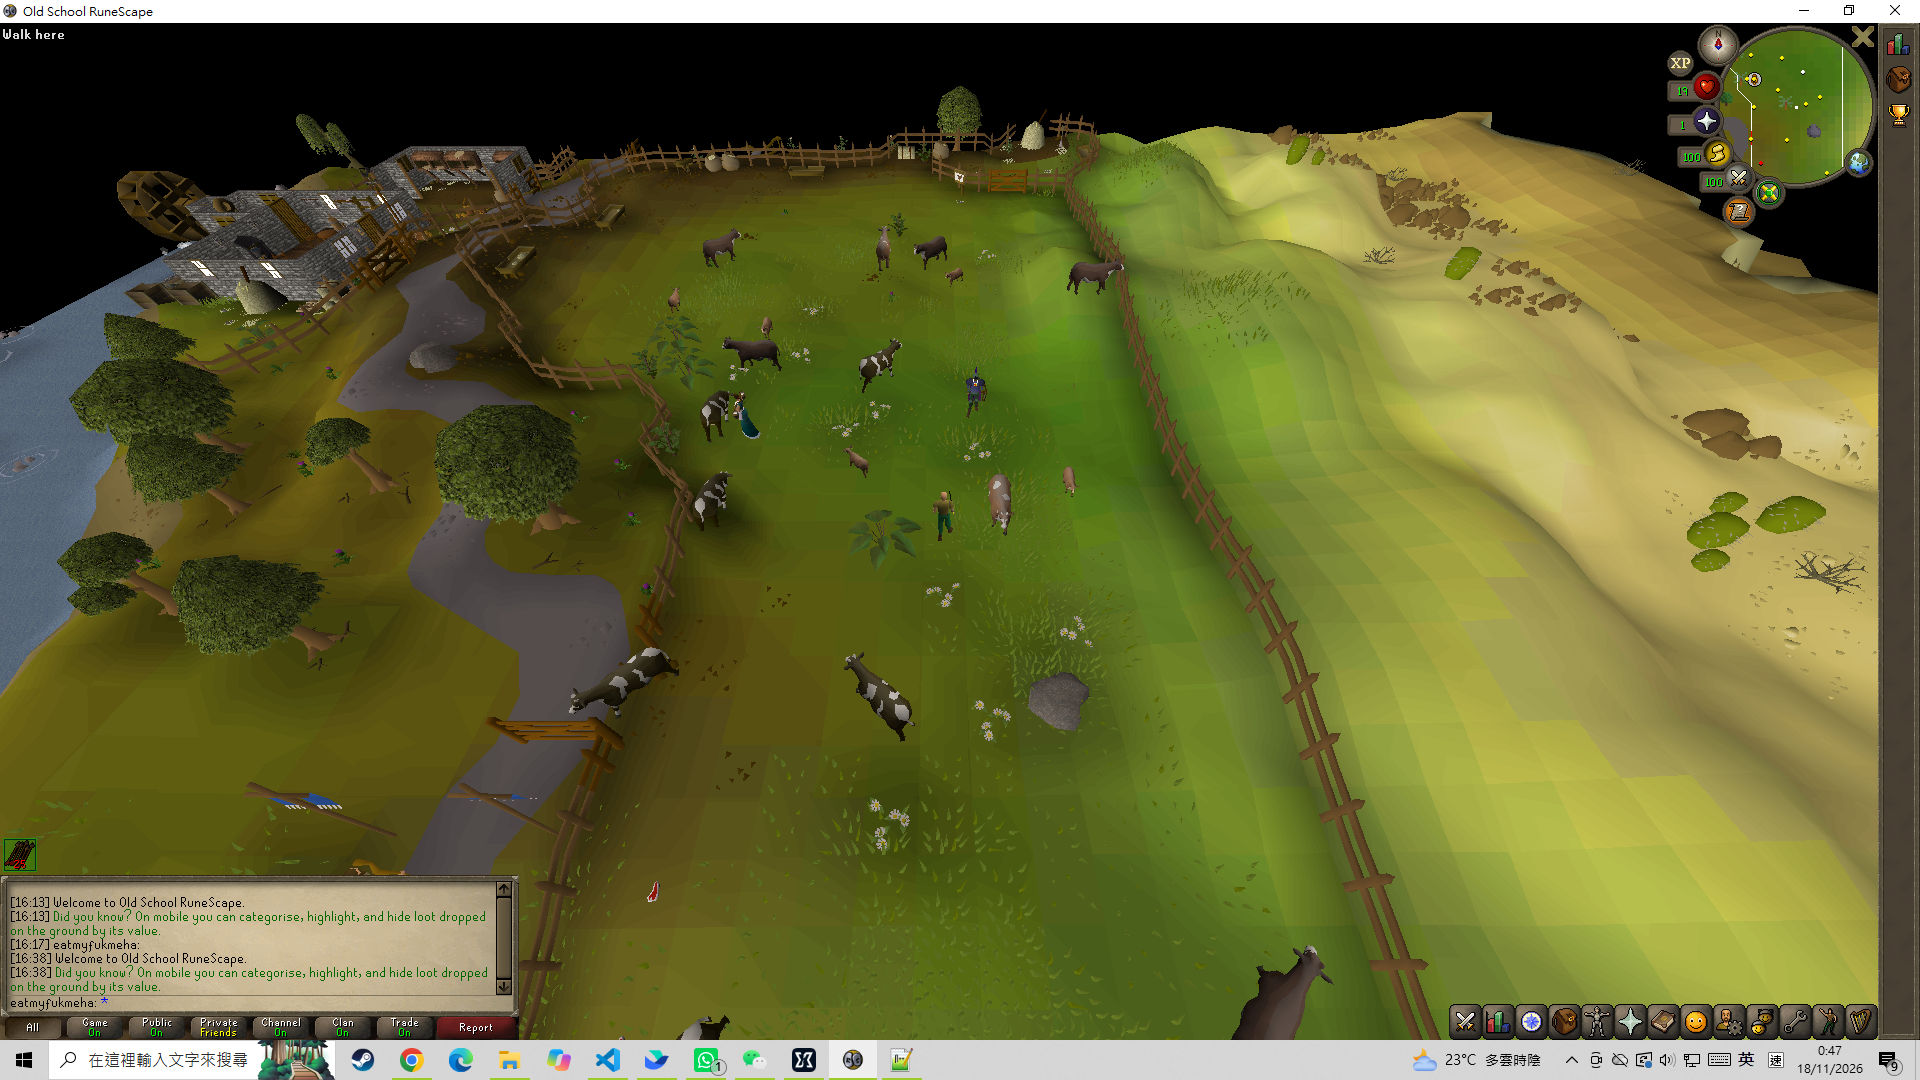 Old School RuneScape
Walk here
N
XP
19
1
100
100
25
[16:13] Welcome to Old School RuneScape.
[16:13] Did you know? On mobile you can categorise, highlight, and hide loot dropped
on the ground by its value.
[16:17] eatmyfukmeha:
[16:38] Welcome to Old School RuneScape.
[16:38] Did you know? On mobile you can categorise, highlight, and hide loot dropped
on the ground by its value.
eatmyfukmeha: *
All
Game
On
Public
On
Private
Friends
Channel
On
Clan
On
Trade
On
Report
在這裡輸入文字來搜尋
1
23°C 多雲時陰
英
速
0:47
18/11/2026
9